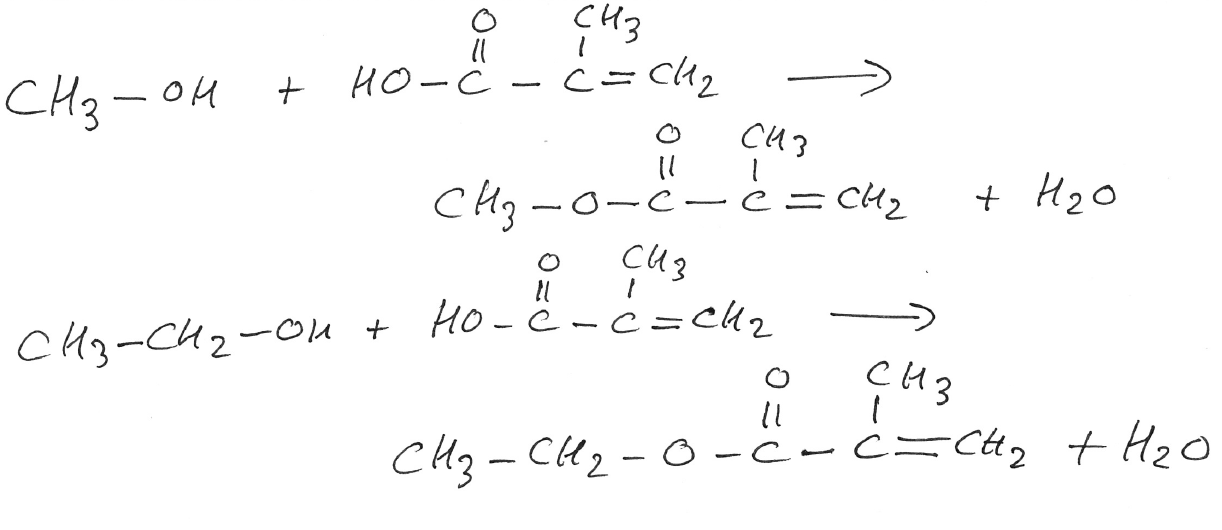 O CH3
CH3 – OH + HO – C – C = CH2 ⟶
O CH3
CH3 – O – C – C = CH2 + H2O
O CH3
CH3 – CH2 – OH + HO – C – C = CH2 ⟶
O CH3
CH3 – CH2 – O – C – C = CH2 + H2O